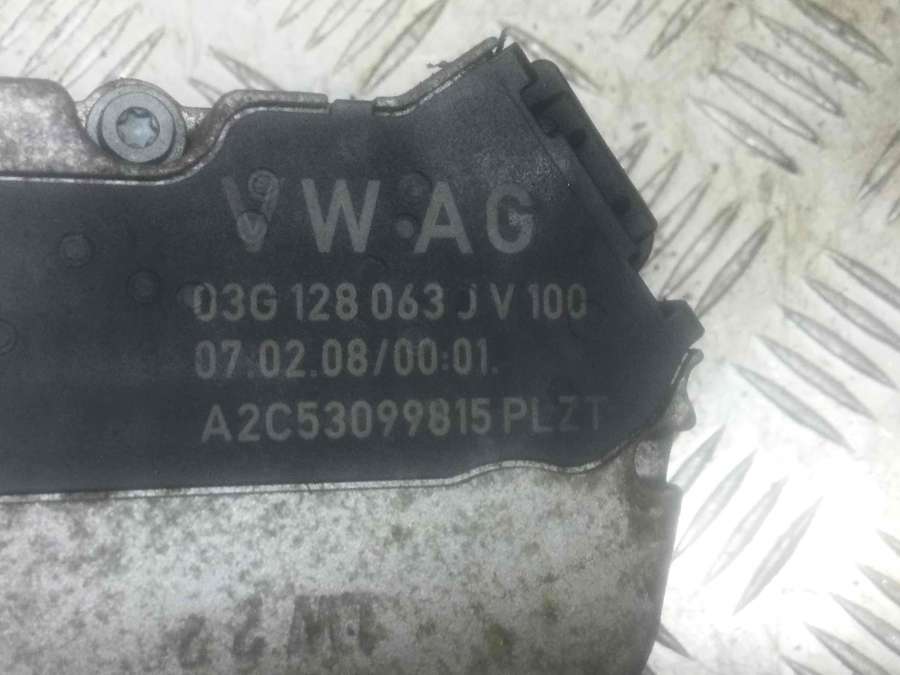 VW AG
03G 128 063 J V 100
07.02.08/00:01.
A2C53099815 PLZT